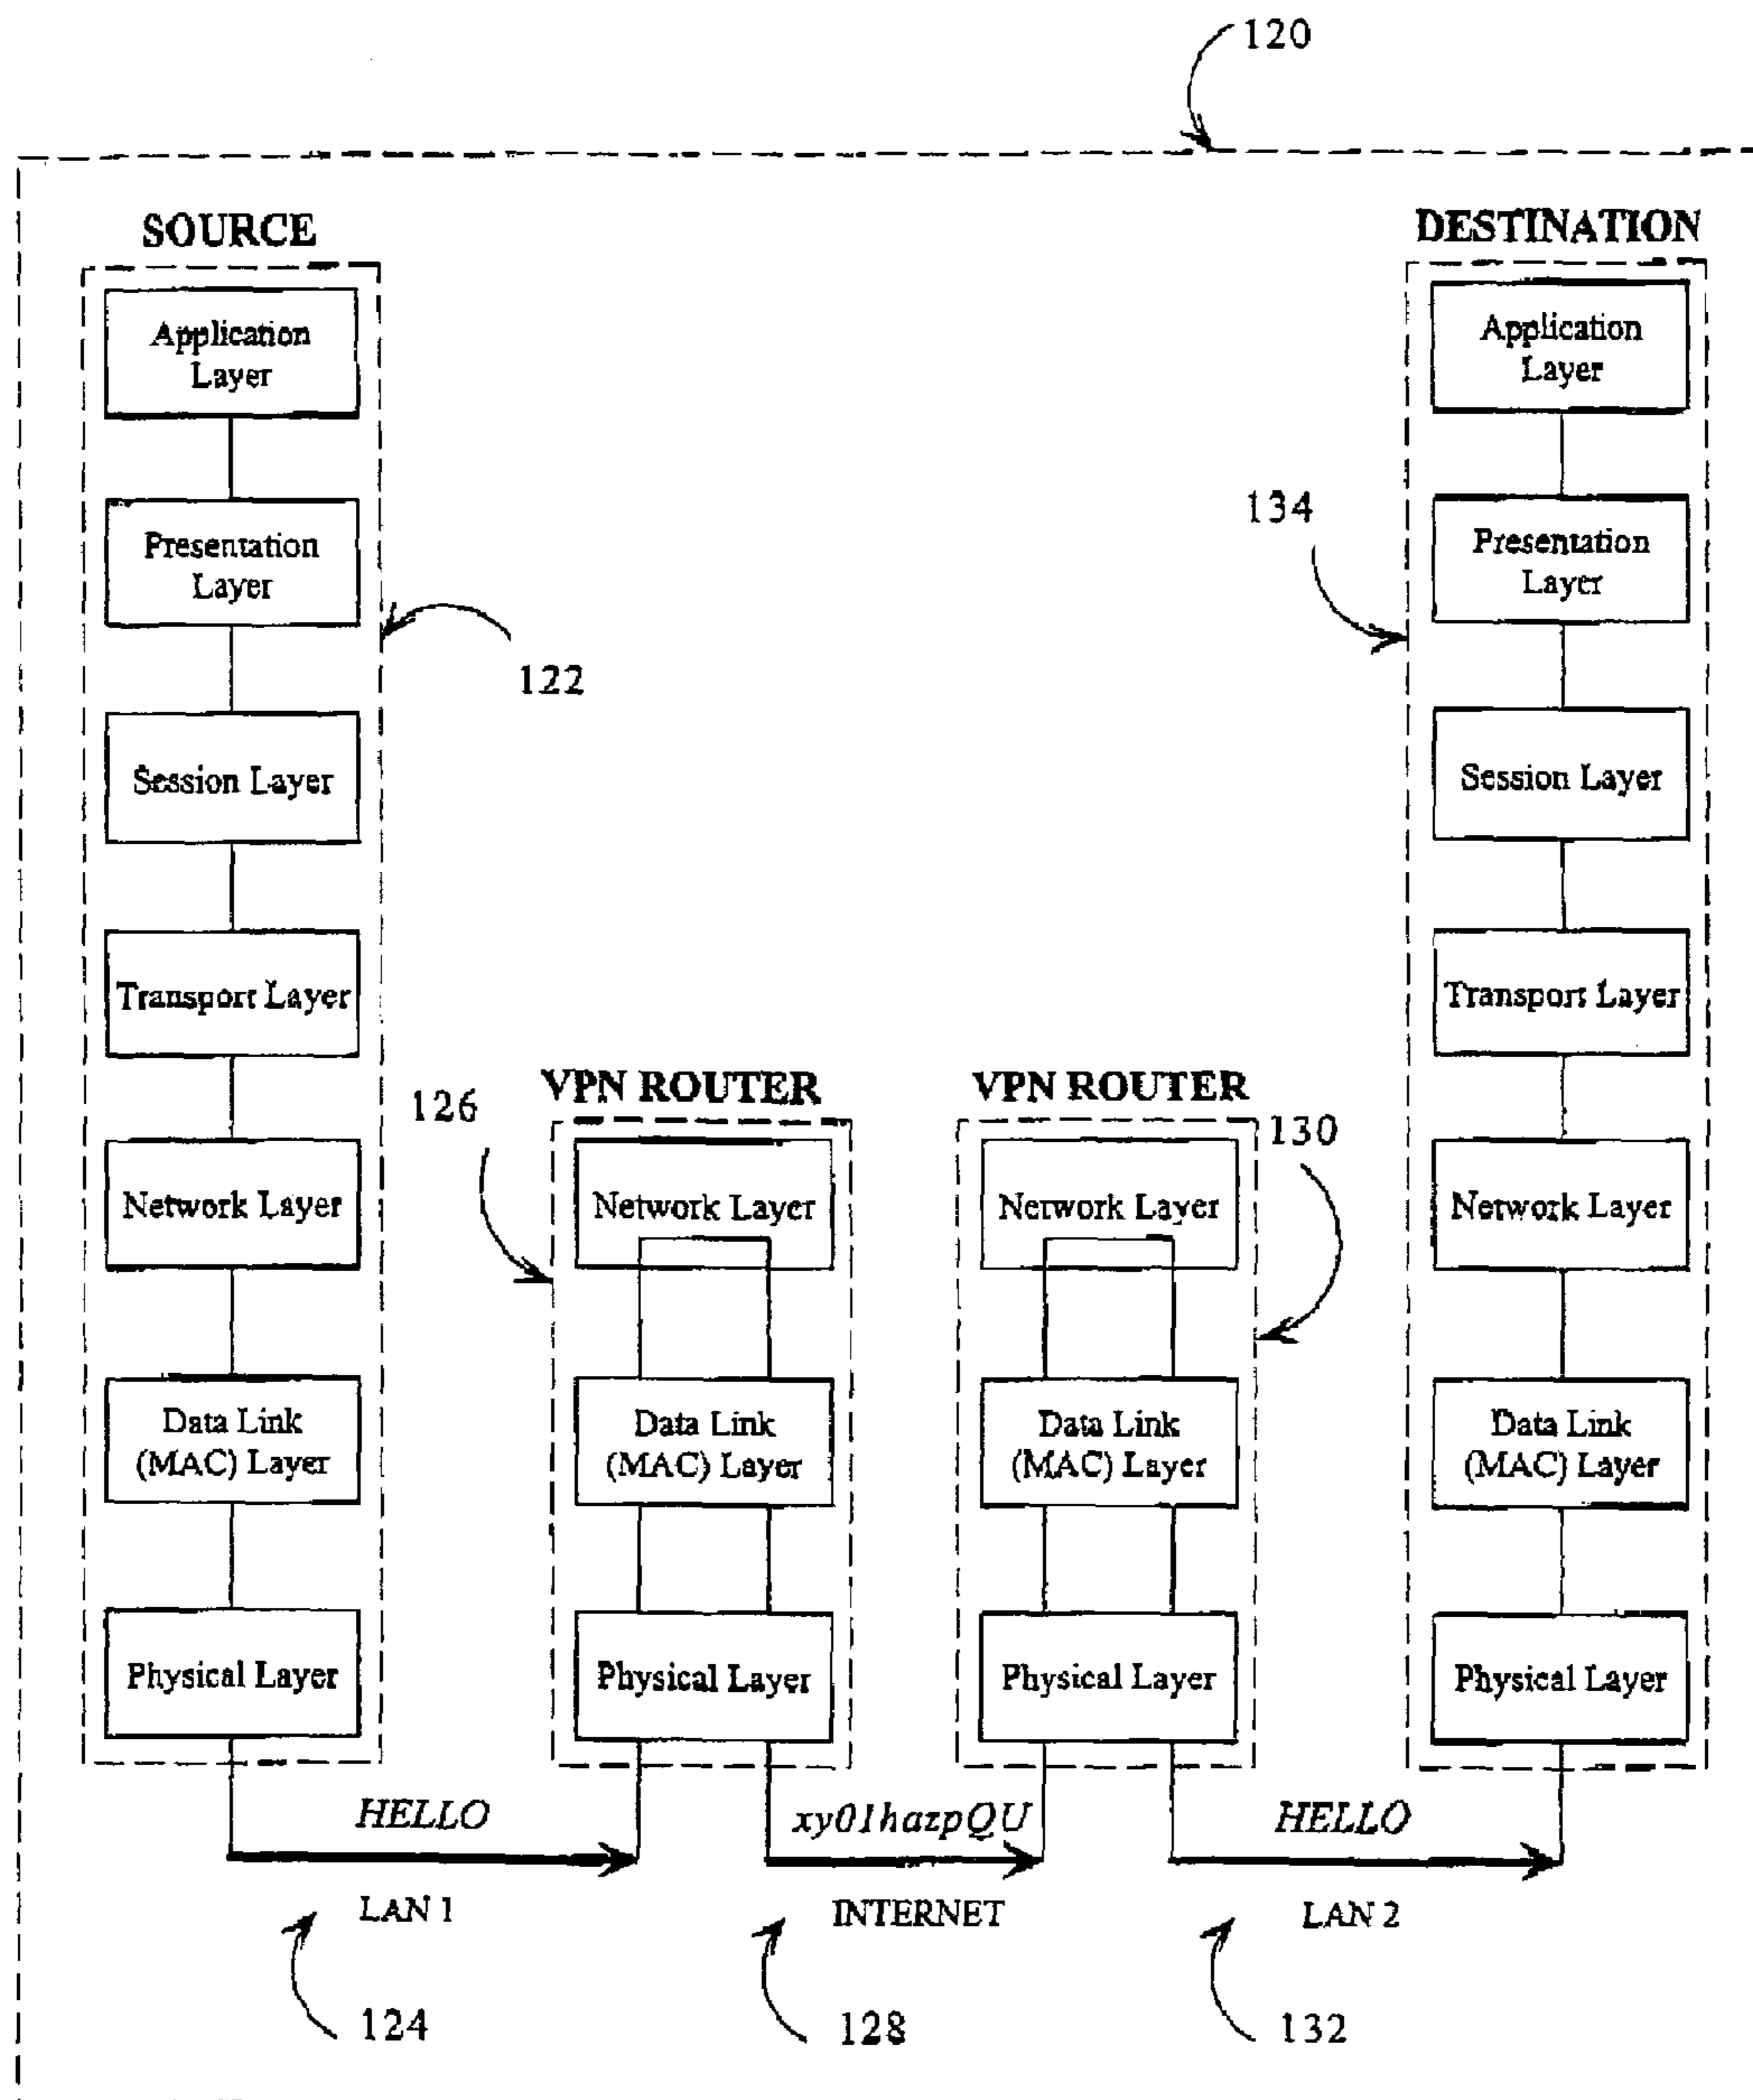 120
SOURCE
Application
Layer
Presentation
Layer
122
Session Layer
Transport Layer
Network Layer
Data Link
(MAC) Layer
Physical Layer
126
VPN ROUTER
Network Layer
Data Link
(MAC) Layer
Physical Layer
VPN ROUTER
130
Network Layer
Data Link
(MAC) Layer
Physical Layer
DESTINATION
Application
Layer
134
Presentation
Layer
Session Layer
Transport Layer
Network Layer
Data Link
(MAC) Layer
Physical Layer
HELLO
xy01hazpQU
HELLO
LAN 1
INTERNET
LAN 2
124
128
132